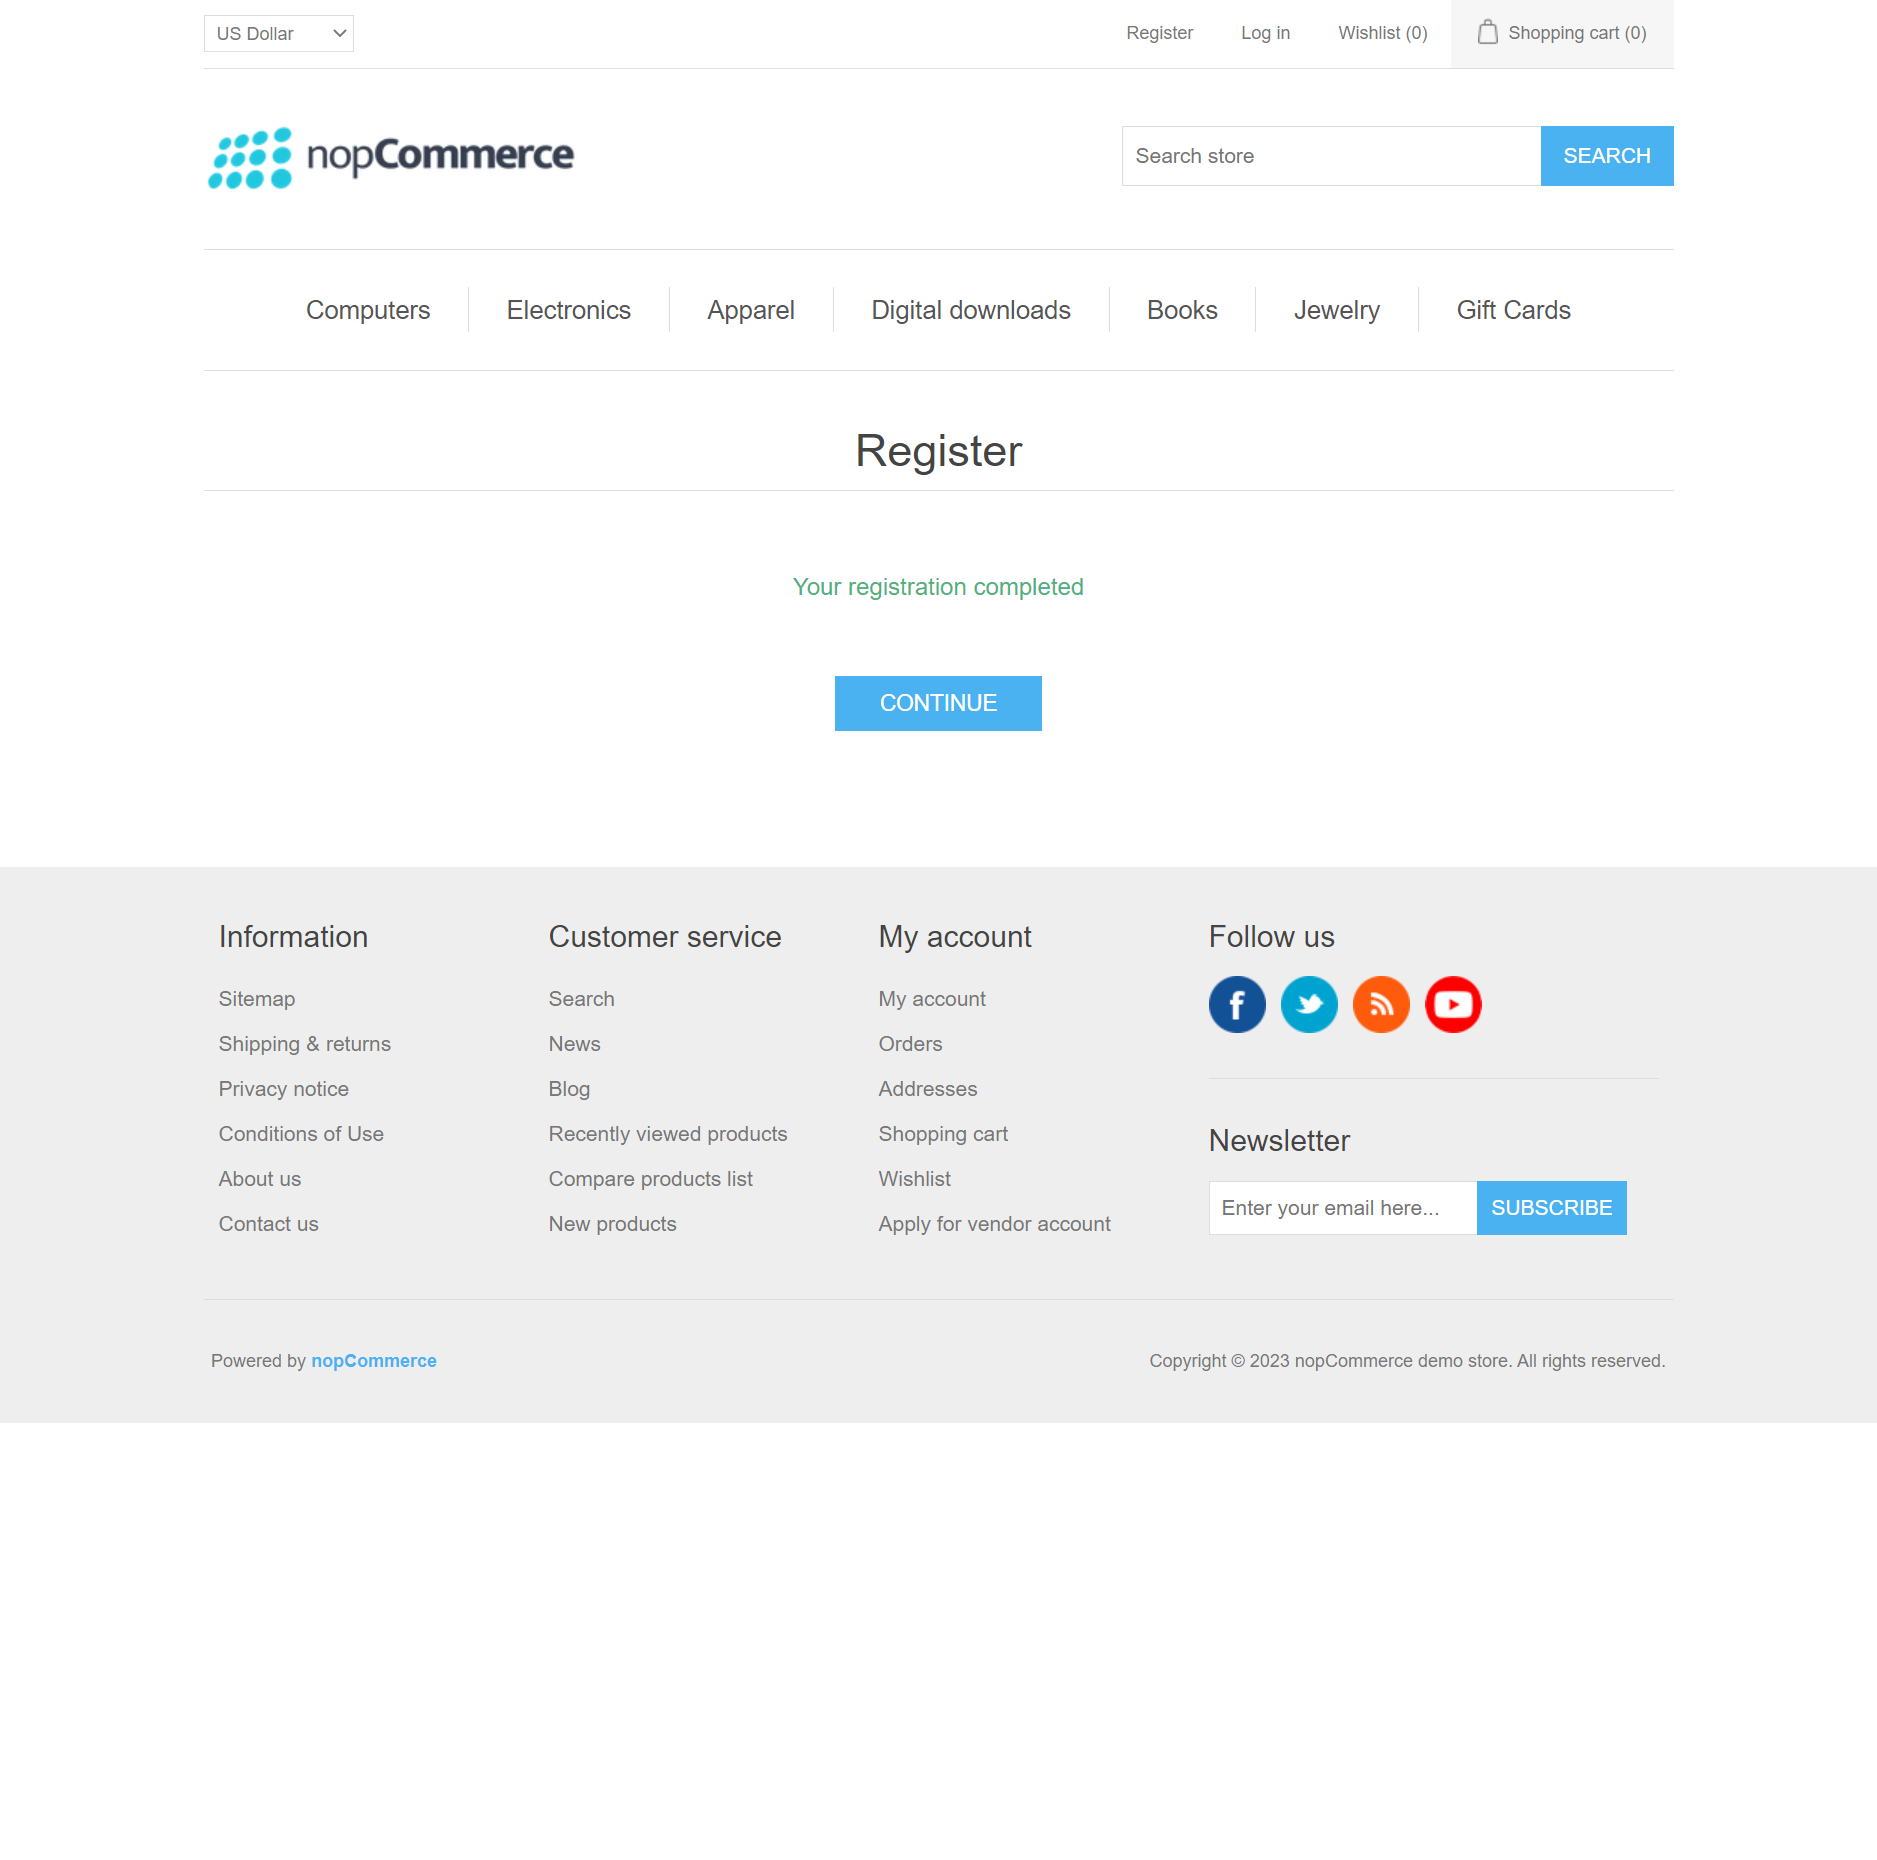 US Dollar
Register
Log in
Wishlist (0)
Shopping cart (0)
nopCommerce
Search store
SEARCH
Computers
Electronics
Apparel
Digital downloads
Books
Jewelry
Gift Cards
Register
Your registration completed
CONTINUE
Information
Sitemap
Shipping & returns
Privacy notice
Conditions of Use
About us
Contact us
Customer service
Search
News
Blog
Recently viewed products
Compare products list
New products
My account
My account
Orders
Addresses
Shopping cart
Wishlist
Apply for vendor account
Follow us
Newsletter
Enter your email here...
SUBSCRIBE
Powered by nopCommerce
Copyright © 2023 nopCommerce demo store. All rights reserved.